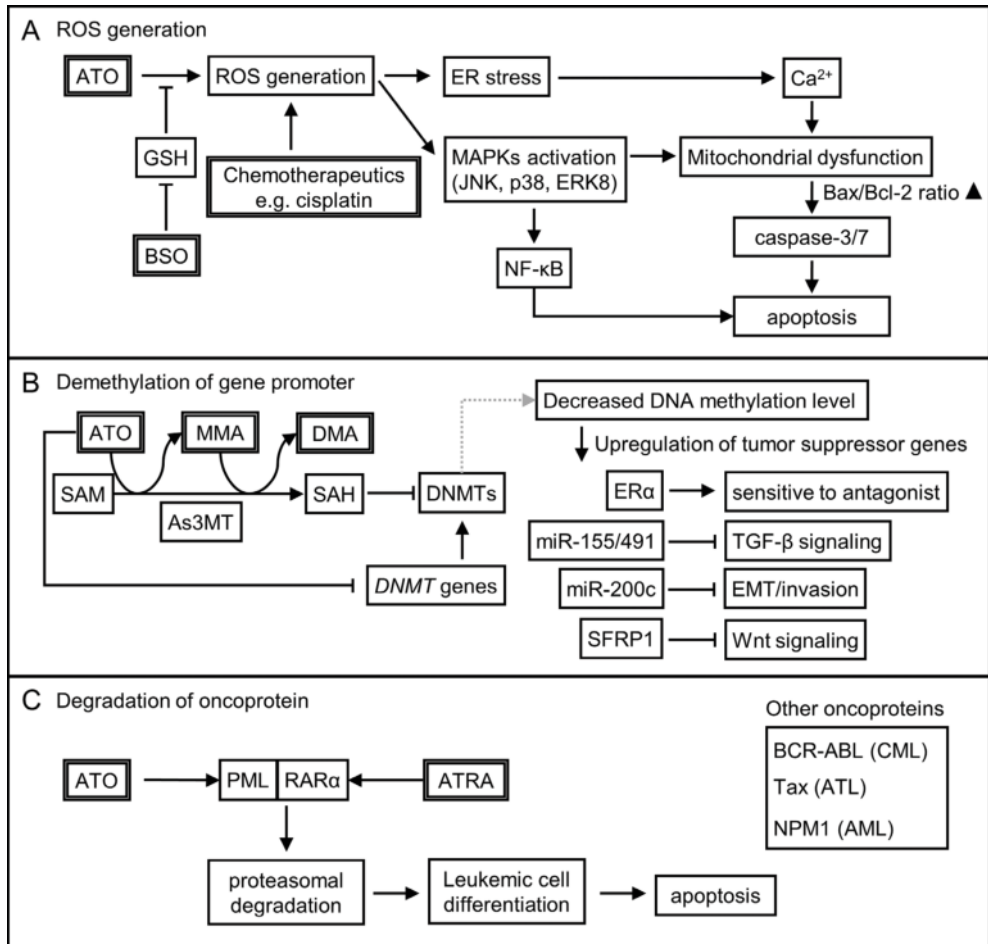 A ROS generation
ATO
ROS generation
ER stress
Ca²⁺
GSH
Chemotherapeutics
e.g. cisplatin
MAPKs activation
(JNK, p38, ERK8)
Mitochondrial dysfunction
Bax/Bcl-2 ratio ▲
BSO
NF-κB
caspase-3/7
apoptosis
B Demethylation of gene promoter
ATO
MMA
DMA
Decreased DNA methylation level
Upregulation of tumor suppressor genes
SAM
SAH
DNMTs
As3MT
DNMT genes
ERα
sensitive to antagonist
miR-155/491
TGF-β signaling
miR-200c
EMT/invasion
SFRP1
Wnt signaling
C Degradation of oncoprotein
ATO
PML
RARα
ATRA
proteasomal
degradation
Leukemic cell
differentiation
apoptosis
Other oncoproteins
BCR-ABL (CML)
Tax (ATL)
NPM1 (AML)